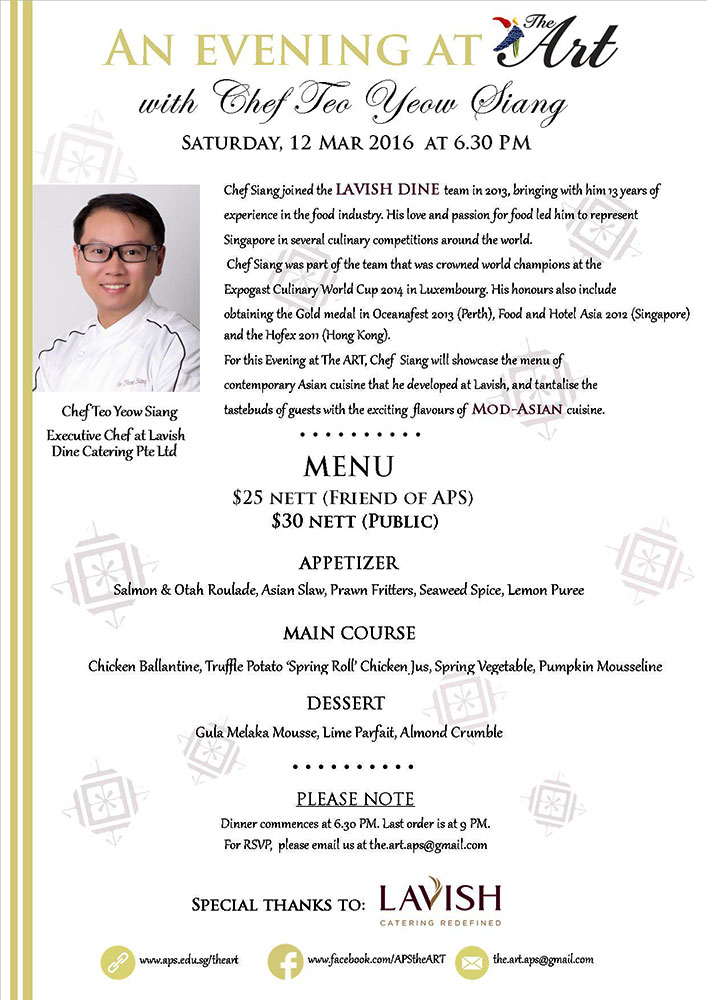 AN EVENING AT The Art
with Chef Teo Yeow Siang
SATURDAY, 12 MAR 2016 AT 6.30 PM
Chef Siang joined the LAVISH DINE team in 2013, bringing with him 13 years of
experience in the food industry. His love and passion for food led him to represent
Singapore in several culinary competitions around the world.
Chef Siang was part of the team that was crowned world champions at the
Expogast Culinary World Cup 2014 in Luxembourg. His honours also include
obtaining the Gold medal in Oceanafest 2013 (Perth), Food and Hotel Asia 2012 (Singapore)
and the Hofex 2011 (Hong Kong).
For this Evening at The ART, Chef Siang will showcase the menu of
contemporary Asian cuisine that he developed at Lavish, and tantalise the
tastebuds of guests with the exciting flavours of MOD-ASIAN cuisine.
Chef Teo Yeow Siang
Executive Chef at Lavish
Dine Catering Pte Ltd
MENU
$25 NETT (FRIEND OF APS)
$30 NETT (PUBLIC)
APPETIZER
Salmon & Otah Roulade, Asian Slaw, Prawn Fritters, Seaweed Spice, Lemon Puree
MAIN COURSE
Chicken Ballantine, Truffle Potato ‘Spring Roll’ Chicken Jus, Spring Vegetable, Pumpkin Mousseline
DESSERT
Gula Melaka Mousse, Lime Parfait, Almond Crumble
PLEASE NOTE
Dinner commences at 6.30 PM. Last order is at 9 PM.
For RSVP, please email us at the.art.aps@gmail.com
SPECIAL THANKS TO: LAVISH
CATERING REDEFINED
www.aps.edu.sg/theart www.facebook.com/APStheART the.art.aps@gmail.com